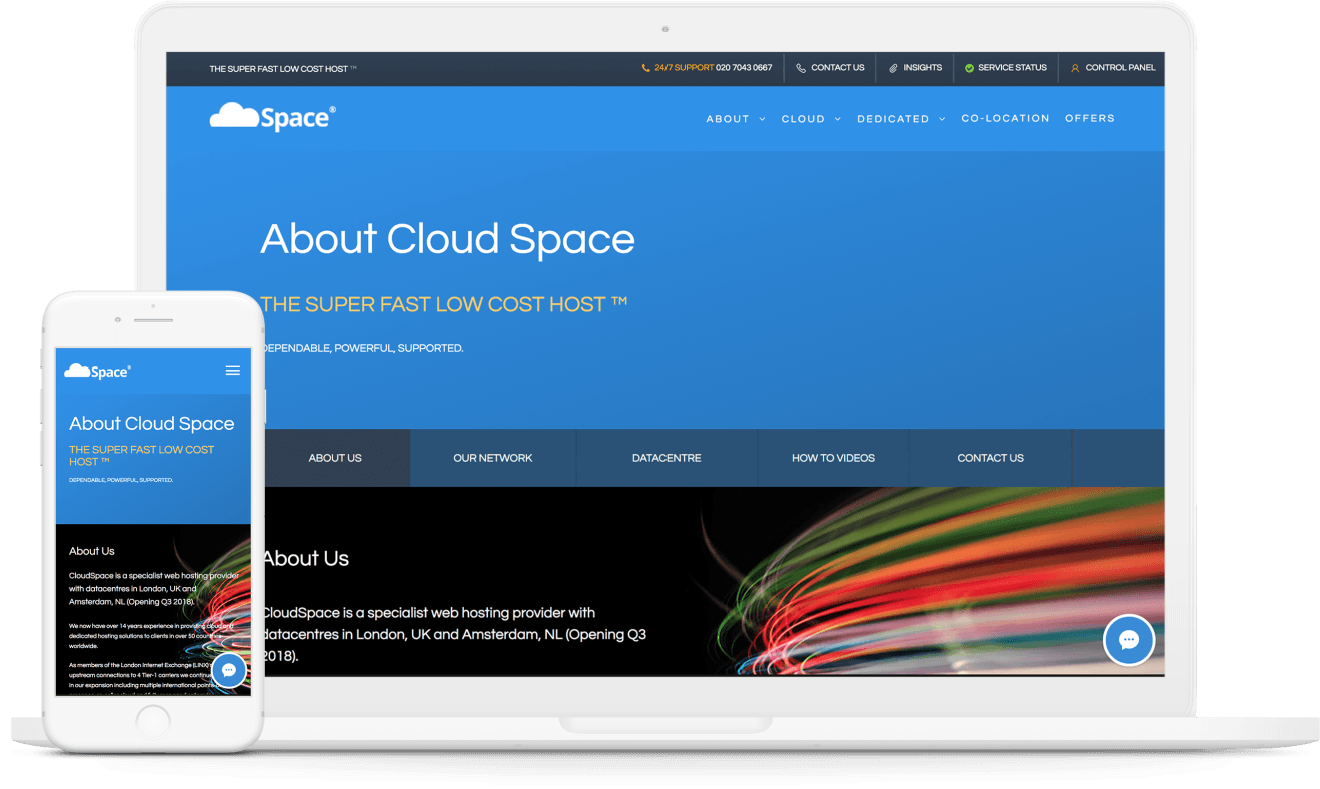 THE SUPER FAST LOW COST HOST ™
24/7 SUPPORT 020 7043 0667
CONTACT US
INSIGHTS
SERVICE STATUS
CONTROL PANEL
Space®
ABOUT
CLOUD
DEDICATED
CO-LOCATION
OFFERS
About Cloud Space
THE SUPER FAST LOW COST HOST ™
DEPENDABLE, POWERFUL, SUPPORTED.
ABOUT US
OUR NETWORK
DATACENTRE
HOW TO VIDEOS
CONTACT US
About Us
CloudSpace is a specialist web hosting provider with
datacentres in London, UK and Amsterdam, NL (Opening Q3
2018).
Space®
About Cloud Space
THE SUPER FAST LOW COST
HOST ™
DEPENDABLE, POWERFUL, SUPPORTED.
About Us
CloudSpace is a specialist web hosting provider
with datacentres in London, UK and
Amsterdam, NL (Opening Q3 2018).
We now have over 14 years experience in providing cloud and
dedicated hosting solutions to clients in over 50 countries
worldwide.
As members of the London Internet Exchange (LINX)
upstream connections to 4 Tier-1 carriers we continue
in our expansion including multiple international points